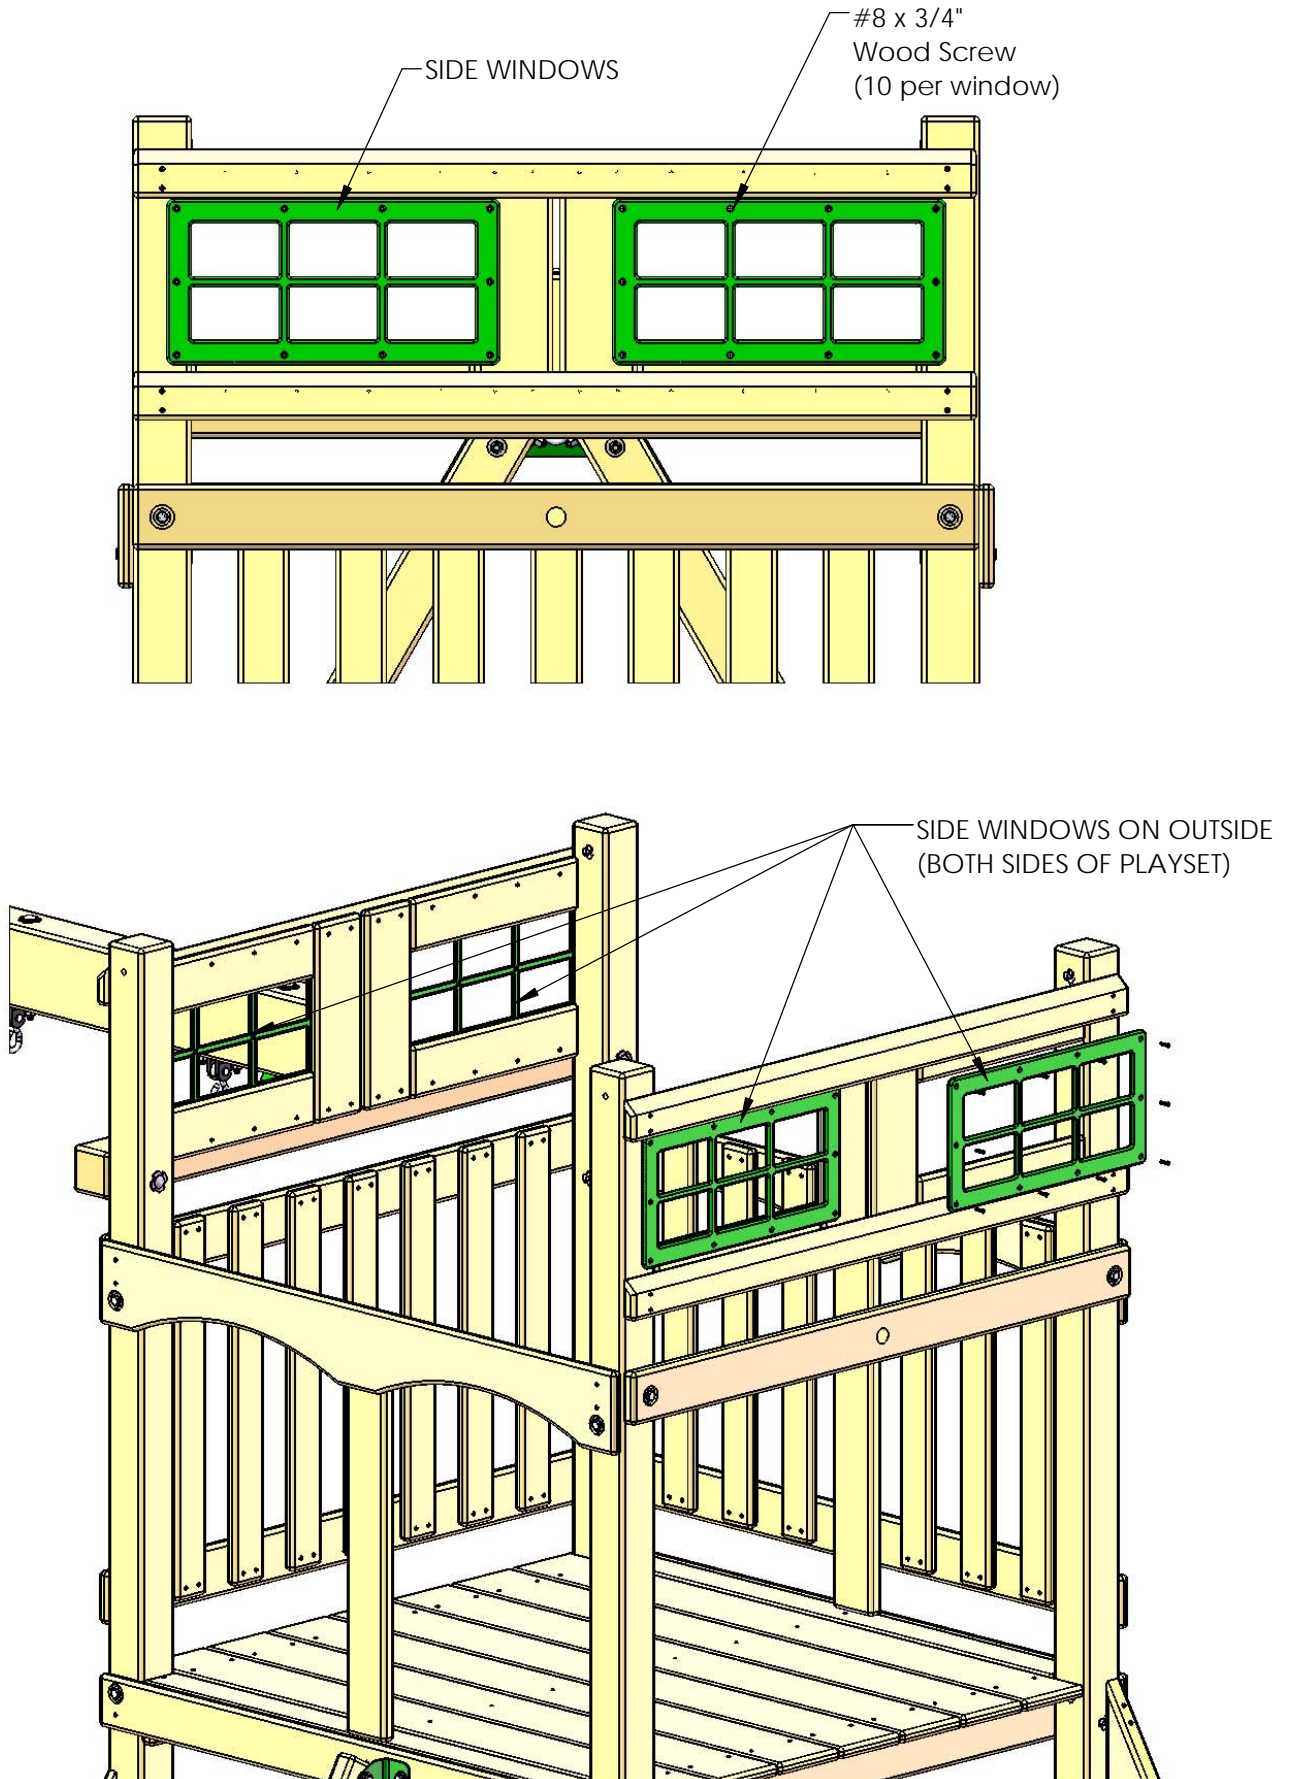 #8 x 3/4"
Wood Screw
(10 per window)
SIDE WINDOWS
SIDE WINDOWS ON OUTSIDE
(BOTH SIDES OF PLAYSET)